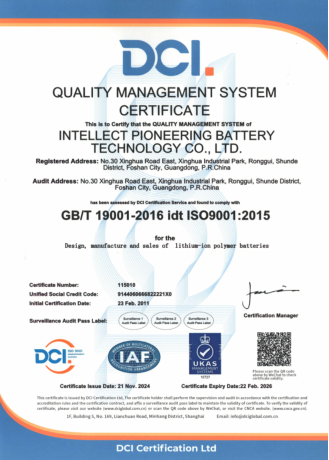 DCI.
QUALITY MANAGEMENT SYSTEM
CERTIFICATE
This is to Certify that the QUALITY MANAGEMENT SYSTEM of
INTELLECT PIONEERING BATTERY
TECHNOLOGY CO., LTD.
Registered Address: No.30 Xinghua Road East, Xinghua Industrial Park, Ronggui, Shunde
District, Foshan City, Guangdong, P.R.China
Audit Address: No.30 Xinghua Road East, Xinghua Industrial Park, Ronggui, Shunde District,
Foshan City, Guangdong, P.R.China
has been assessed by DCI Certification Service and found to comply with
GB/T 19001-2016 idt ISO9001:2015
for the
Design, manufacture and sales of lithium-ion polymer batteries
Certificate Number: 115010
Unified Social Credit Code:
Initial Certification Date: 23 Feb. 2011
Surveillance Audit Pass Label:
Surveillance 1
Audit Pass Label
Surveillance 2
Audit Pass Label
Surveillance 3
Audit Pass Label
Certification Manager
DCI.
IAF
UKAS
MANAGEMENT
SYSTEMS
Please scan the QR code
above by WeChat to check
certificate validity.
Certificate Issue Date: 21 Nov. 2024
Certificate Expiry Date:22 Feb. 2026
This certificate is issued by DCI Certification Ltd, The certificate holder shall perform the supervision and audit in accordance with the certification and
accreditation rules and the certification contract, and affix a surveillance audit pass label to maintain the validity of certificate. To verify the validity of
certificate, please visit our website (www.dciglobal.com.cn) or scan the QR code above by WeChat, or visit the CNCA website (www.cnca.gov.cn).
1F, Building 5, No. 199, Lianchuan Road, Minhang District, Shanghai Email: info@dciglobal.com.cn
DCI Certification Ltd